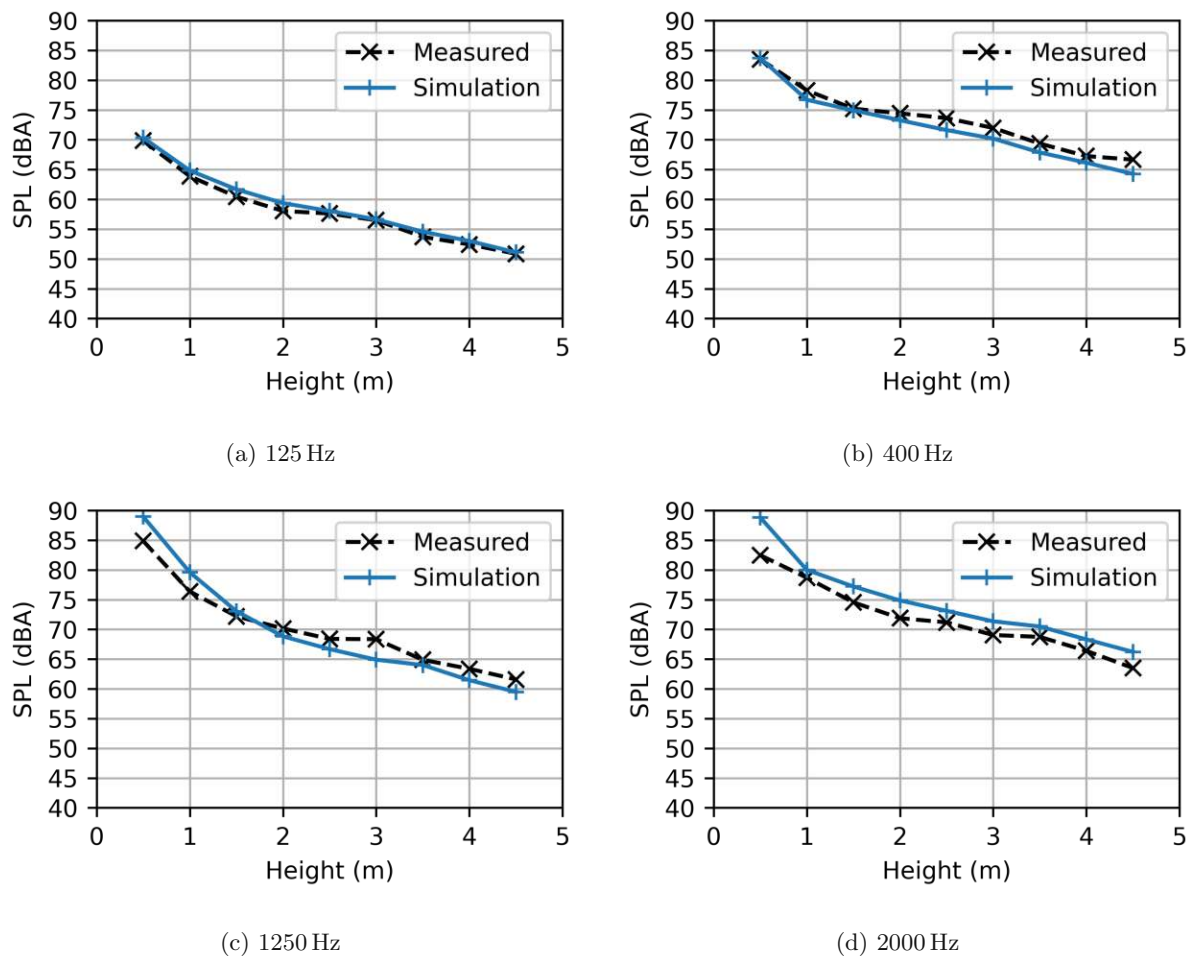 90
85
80
75
70
65
60
55
50
45
40
SPL (dBA)
Measured
Simulation
0 1 2 3 4 5
Height (m)
(a) 125 Hz
90
85
80
75
70
65
60
55
50
45
40
SPL (dBA)
Measured
Simulation
0 1 2 3 4 5
Height (m)
(b) 400 Hz
90
85
80
75
70
65
60
55
50
45
40
SPL (dBA)
Measured
Simulation
0 1 2 3 4 5
Height (m)
(c) 1250 Hz
90
85
80
75
70
65
60
55
50
45
40
SPL (dBA)
Measured
Simulation
0 1 2 3 4 5
Height (m)
(d) 2000 Hz